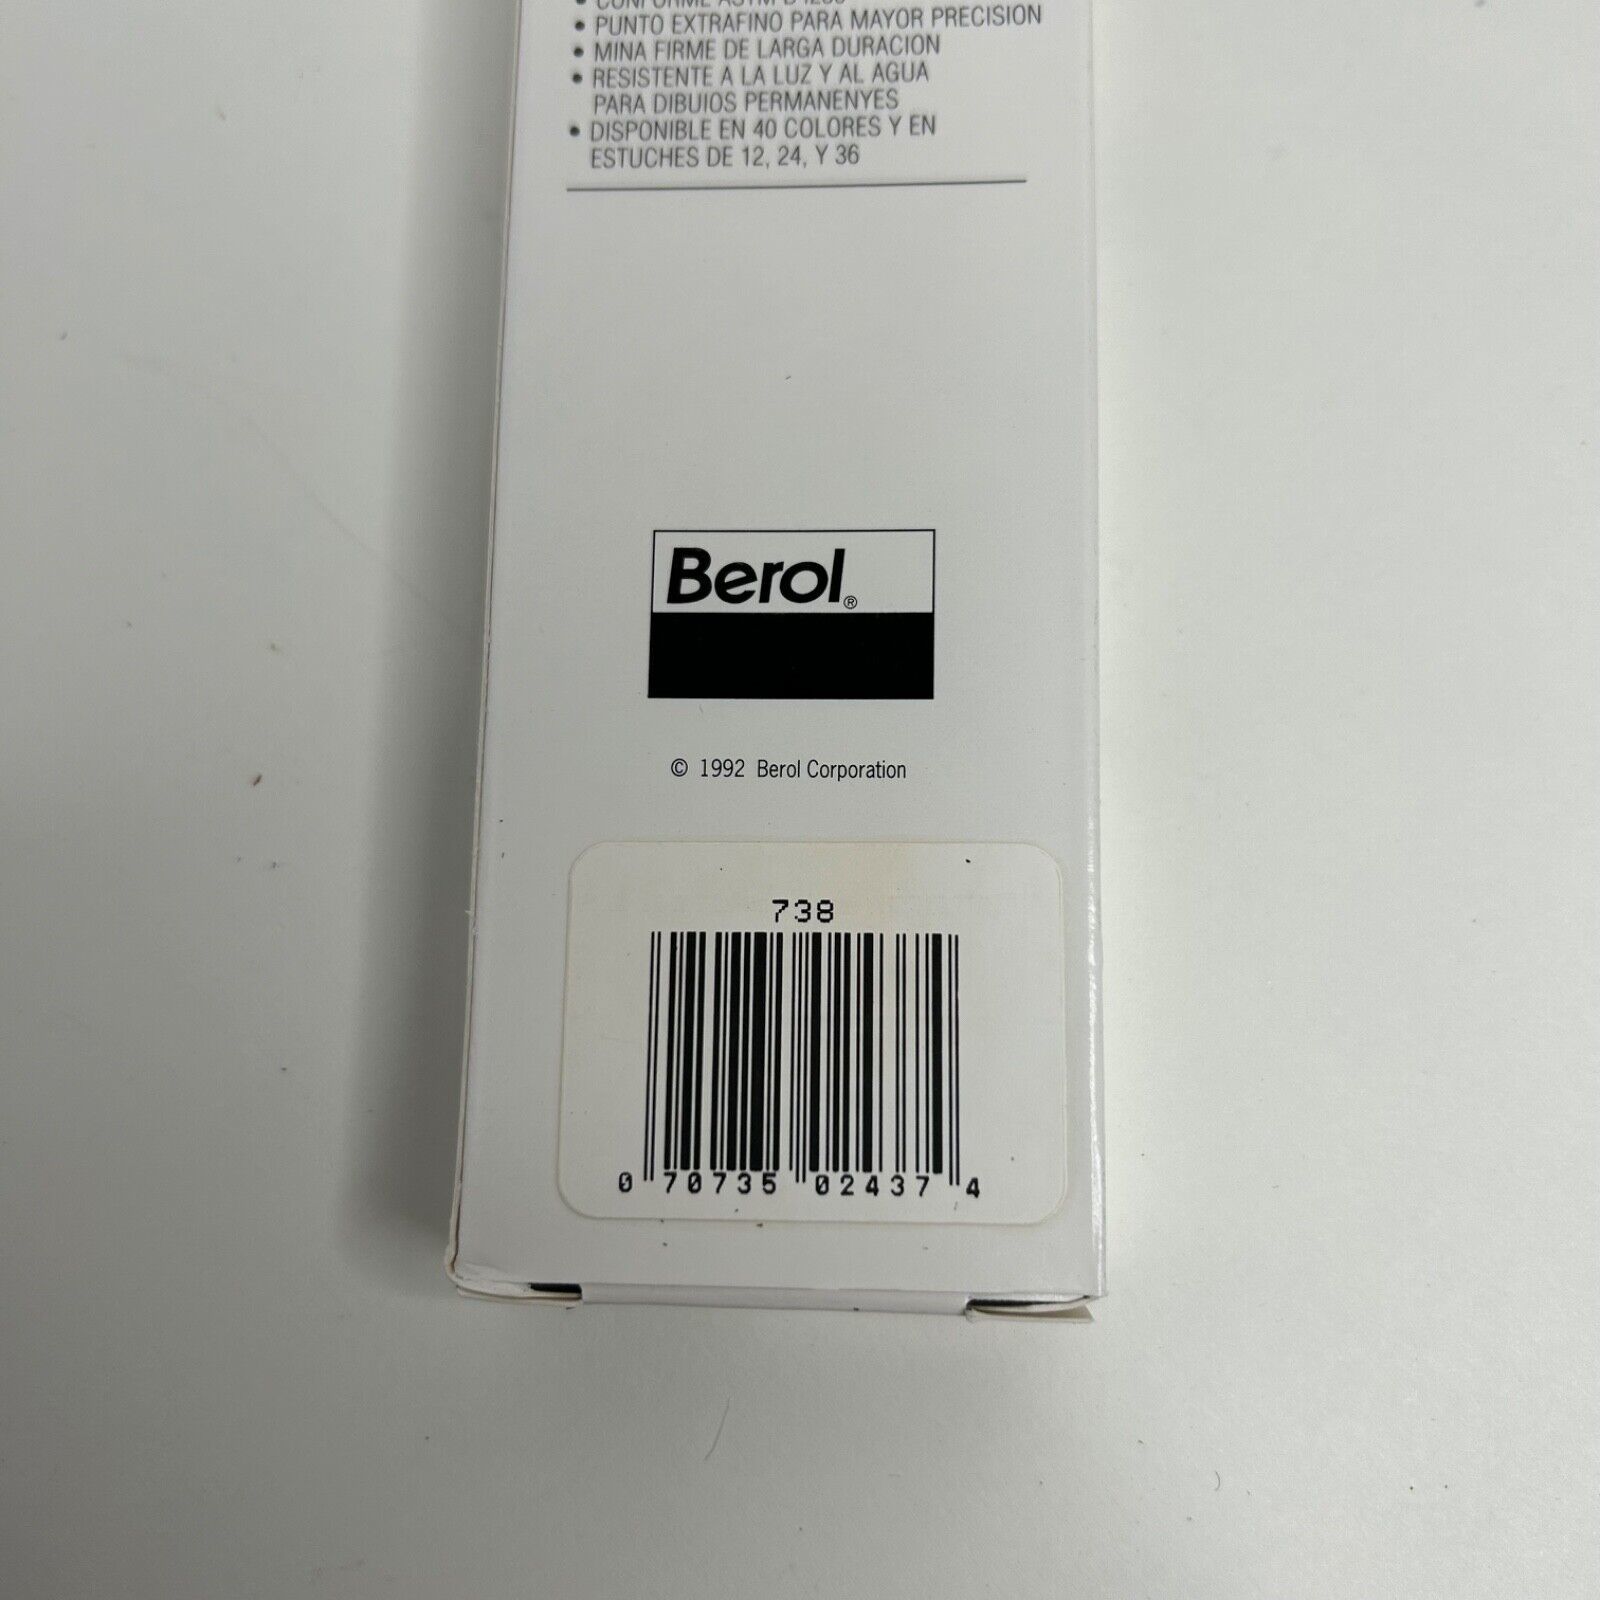 • PUNTO EXTRAFINO PARA MAYOR PRECISION
• MINA FIRME DE LARGA DURACION
• RESISTENTE A LA LUZ Y AL AGUA
PARA DIBUIOS PERMANENYES
• DISPONIBLE EN 40 COLORES Y EN
ESTUCHES DE 12, 24, Y 36
Berol®
© 1992 Berol Corporation
738
0 70735 02437 4